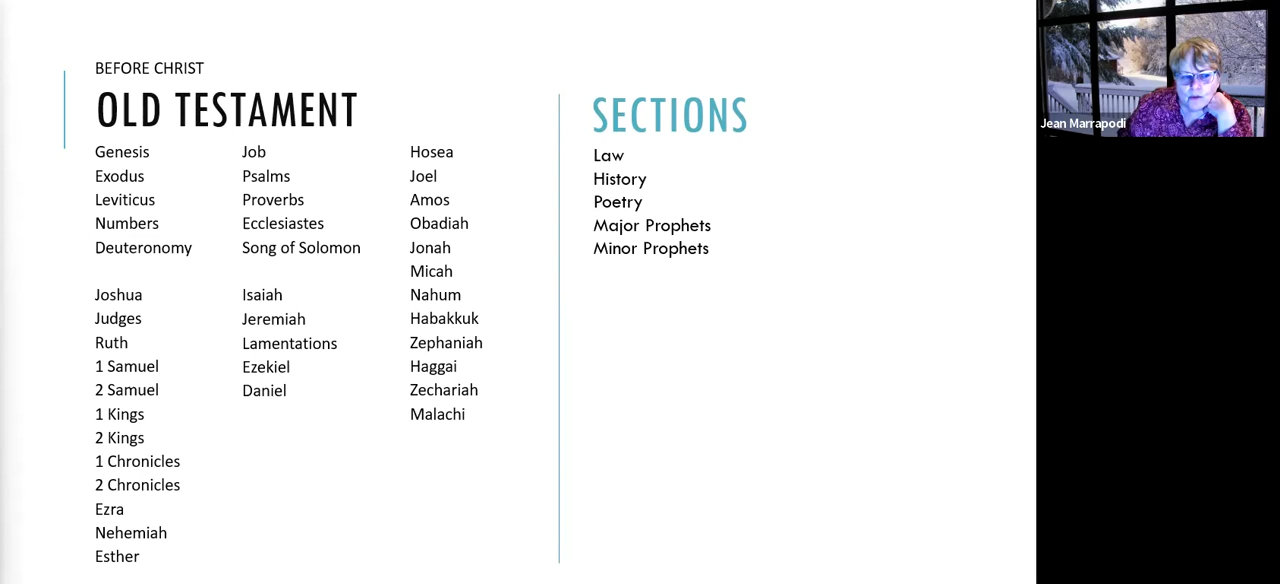 BEFORE CHRIST
OLD TESTAMENT
Genesis
Exodus
Leviticus
Numbers
Deuteronomy
Joshua
Judges
Ruth
1 Samuel
2 Samuel
1 Kings
2 Kings
1 Chronicles
2 Chronicles
Ezra
Nehemiah
Esther
Job
Psalms
Proverbs
Ecclesiastes
Song of Solomon
Isaiah
Jeremiah
Lamentations
Ezekiel
Daniel
Hosea
Joel
Amos
Obadiah
Jonah
Micah
Nahum
Habakkuk
Zephaniah
Haggai
Zechariah
Malachi
SECTIONS
Law
History
Poetry
Major Prophets
Minor Prophets
Jean Marrapodi